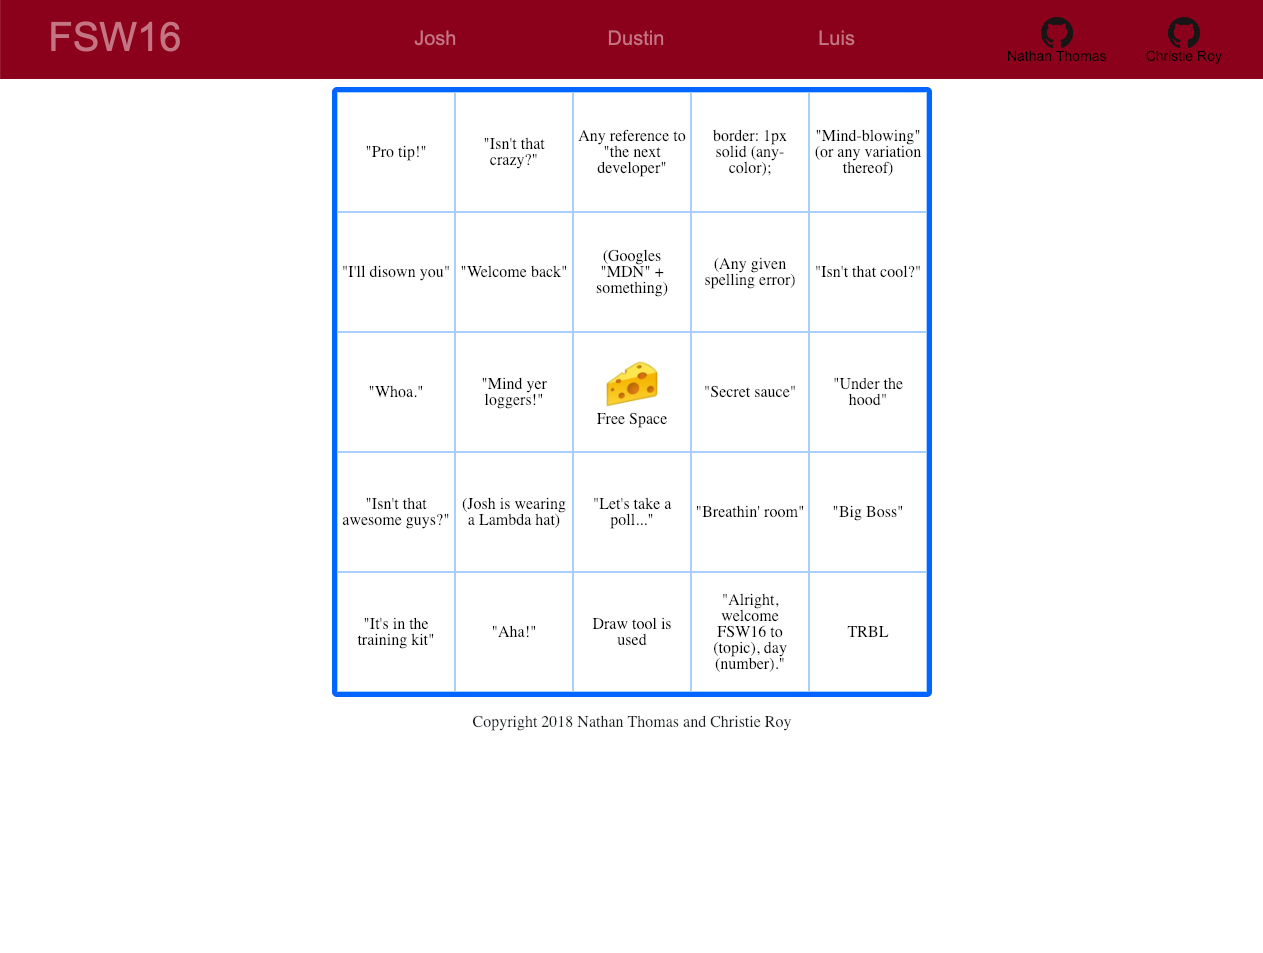 FSW16
Josh
Dustin
Luis
Nathan Thomas
Christie Roy
"Pro tip!"
"Isn't that
crazy?"
Any reference to
"the next
developer"
border: 1px
solid (any-
color);
"Mind-blowing"
(or any variation
thereof)
"I'll disown you"
"Welcome back"
(Googles
"MDN" +
something)
(Any given
spelling error)
"Isn't that cool?"
"Whoa."
"Mind yer
loggers!"
Free Space
"Secret sauce"
"Under the
hood"
"Isn't that
awesome guys?"
(Josh is wearing
a Lambda hat)
"Let's take a
poll..."
"Breathin' room"
"Big Boss"
"It's in the
training kit"
"Aha!"
Draw tool is
used
"Alright,
welcome
FSW16 to
(topic), day
(number)."
TRBL
Copyright 2018 Nathan Thomas and Christie Roy